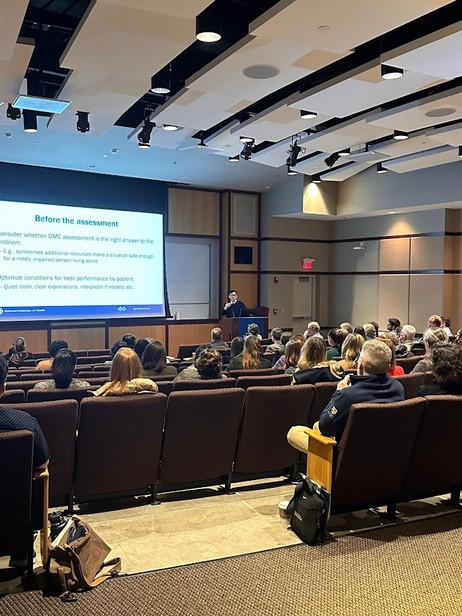 Before the assessment
onsider whether DMC assessment is the right answer to the
roblem
- E.g., sometimes additional resources make a situation safe enough
for a mildly impaired person living alone
Optimize conditions for best performance by patient.
- Quiet room, clear explanations, interpreter if needed, etc.
National Institutes of Health
EXIT